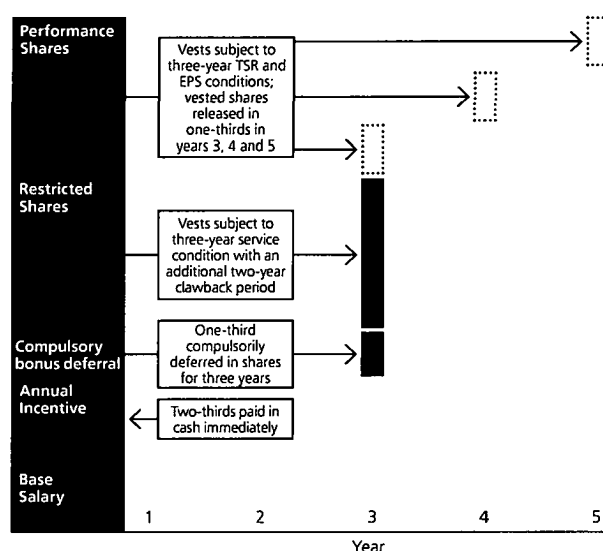 Performance
Shares
Vests subject to
three-year TSR and
EPS conditions;
vested shares
released in
one-thirds in
years 3, 4 and 5
Restricted
Shares
Vests subject to
three-year service
condition with an
additional two-year
clawback period
Compulsory
bonus deferral
One-third
compulsorily
deferred in shares
for three years
Annual
Incentive
Two-thirds paid in
cash immediately
Base
Salary
1 2 3 4 5
Year